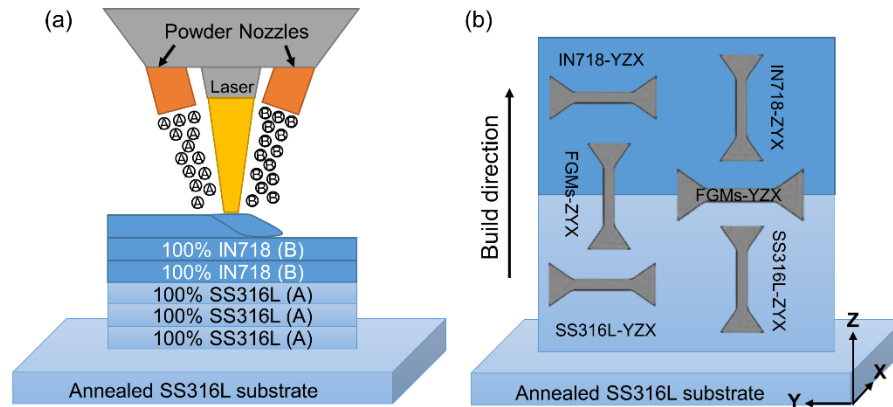 (a)
Powder Nozzles
Laser
A A A A A A A A A A A A A A
B B B B B B B B B B B B B B B B B B
100% IN718 (B)
100% IN718 (B)
100% SS316L (A)
100% SS316L (A)
100% SS316L (A)
Annealed SS316L substrate
(b)
Build direction
IN718-YZX
IN718-ZYX
FGMs-ZYX
FGMs-YZX
SS316L-YZX
SS316L-ZYX
Annealed SS316L substrate
Z
X
Y